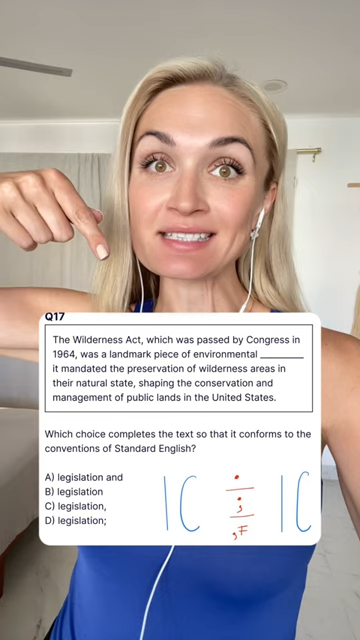 Q17
The Wilderness Act, which was passed by Congress in
1964, was a landmark piece of environmental ________
it mandated the preservation of wilderness areas in
their natural state, shaping the conservation and
management of public lands in the United States.
Which choice completes the text so that it conforms to the
conventions of Standard English?
A) legislation and
B) legislation
C) legislation,
D) legislation;
IC . IC
;
,F